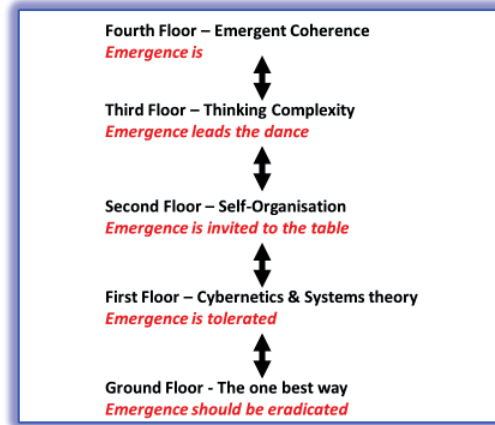 Fourth Floor – Emergent Coherence
Emergence is
Third Floor – Thinking Complexity
Emergence leads the dance
Second Floor – Self-Organisation
Emergence is invited to the table
First Floor – Cybernetics & Systems theory
Emergence is tolerated
Ground Floor - The one best way
Emergence should be eradicated